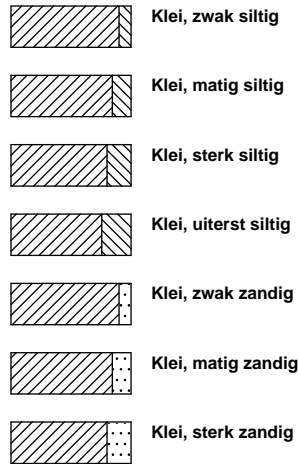 Klei, zwak siltig
Klei, matig siltig
Klei, sterk siltig
Klei, uiterst siltig
Klei, zwak zandig
Klei, matig zandig
Klei, sterk zandig